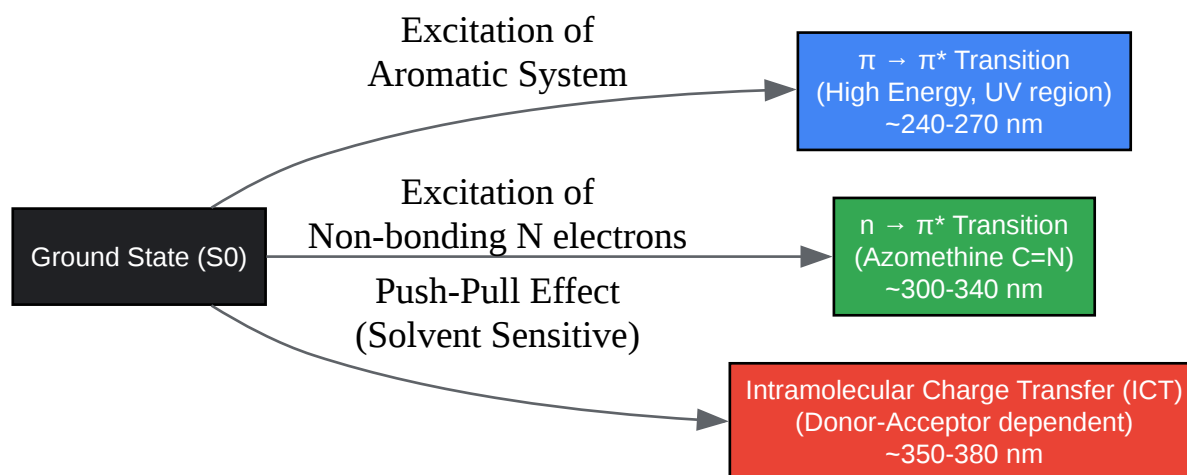 Excitation of
Aromatic System
π → π* Transition
(High Energy, UV region)
~240-270 nm
Ground State (S0)
Excitation of
Non-bonding N electrons
n → π* Transition
(Azomethine C=N)
~300-340 nm
Push-Pull Effect
(Solvent Sensitive)
Intramolecular Charge Transfer (ICT)
(Donor-Acceptor dependent)
~350-380 nm